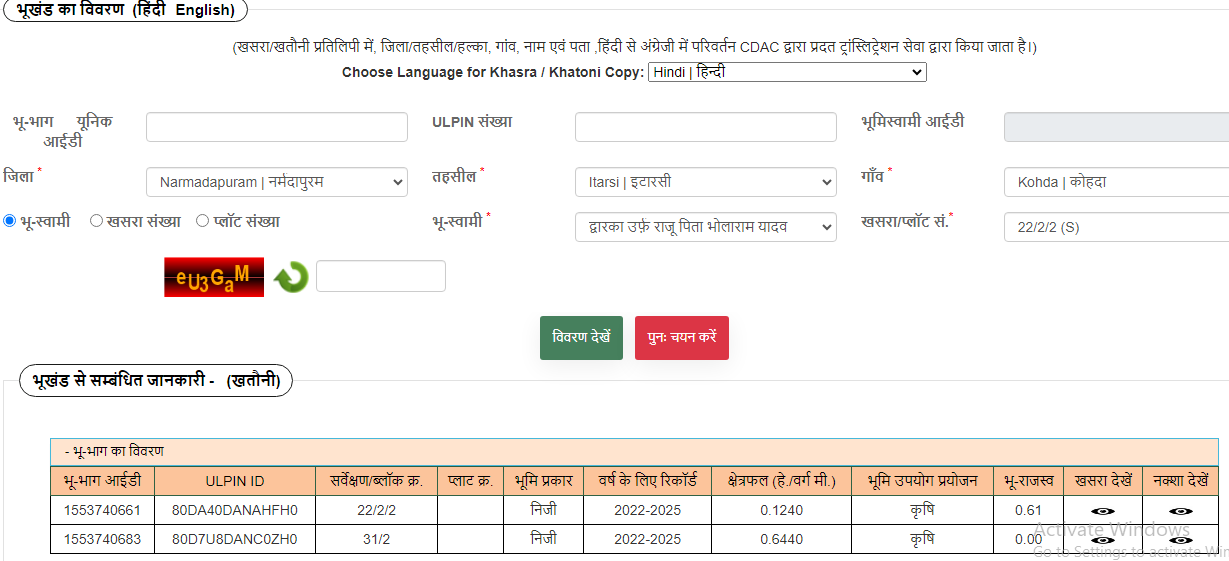 भूखंड का विवरण (हिंदी English)
(खसरा/खतौनी प्रतिलिपी में, जिला/तहसील/हल्का, गांव, नाम एवं पता ,हिंदी से अंग्रेजी में परिवर्तन CDAC द्वारा प्रदत ट्रांस्लिट्रेशन सेवा द्वारा किया जाता है।)
Choose Language for Khasra / Khatoni Copy: Hindi | हिन्दी
भू-भाग यूनिक आईडी
ULPIN संख्या
भूमिस्वामी आईडी
जिला * Narmadapuram | नर्मदापुरम तहसील * Itarsi | इटारसी गाँव * Kohda | कोहदा
भू-स्वामी खसरा संख्या प्लॉट संख्या भू-स्वामी * द्वारका उर्फ़ राजू पिता भोलाराम यादव खसरा/प्लॉट सं.* 22/2/2 (S)
eU3GaM
विवरण देखें पुनः चयन करें
भूखंड से सम्बंधित जानकारी - (खतौनी)
- भू-भाग का विवरण
भू-भाग आईडी ULPIN ID सर्वेक्षण/ब्लॉक क्र. प्लाट क्र. भूमि प्रकार वर्ष के लिए रिकॉर्ड क्षेत्रफल (हे./वर्ग मी.) भूमि उपयोग प्रयोजन भू-राजस्व खसरा देखें नक्शा देखें
1553740661 80DA40DANAHFH0 22/2/2 निजी 2022-2025 0.1240 कृषि 0.61
1553740683 80D7U8DANC0ZH0 31/2 निजी 2022-2025 0.6440 कृषि 0.00
Activate Windows
Go to Settings to activate Win